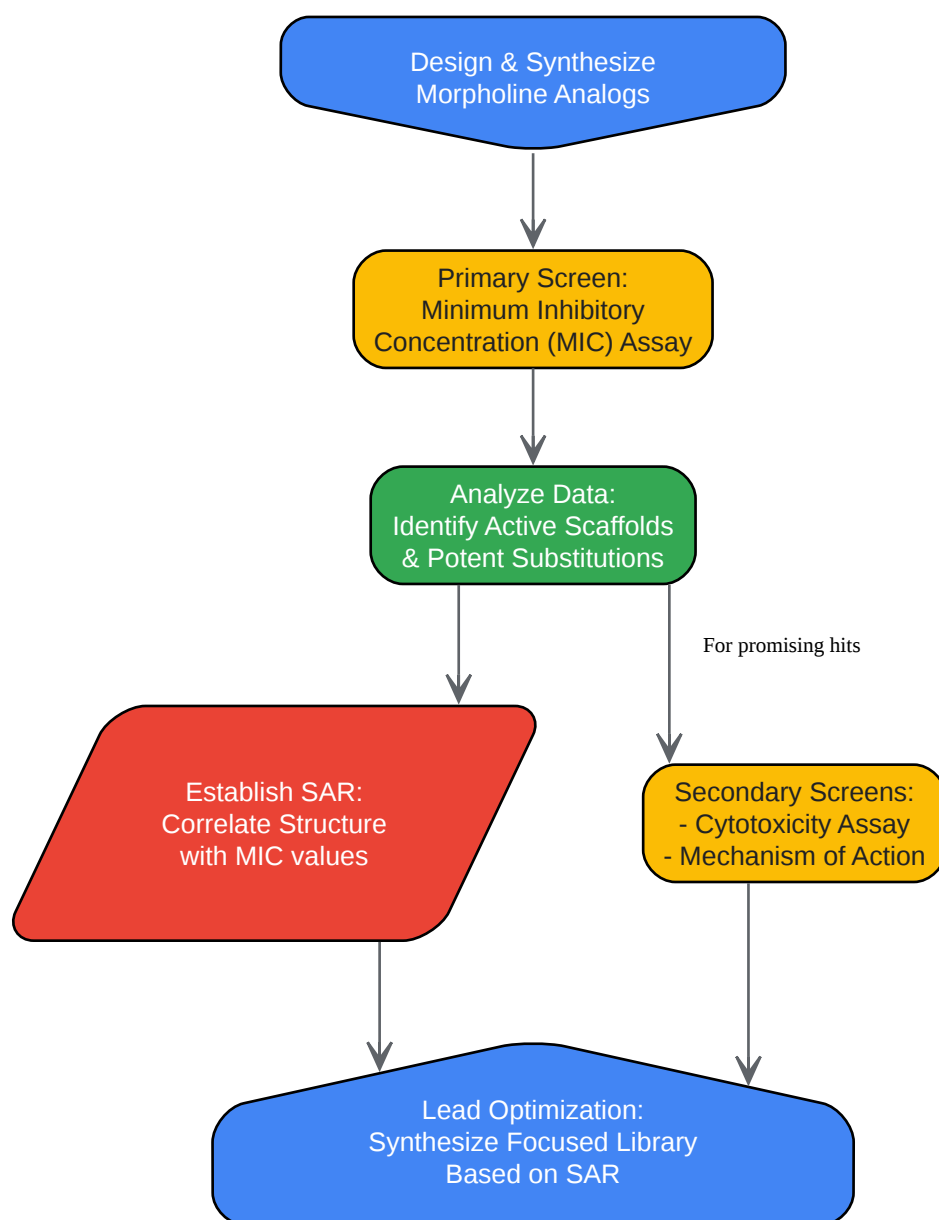 Design & Synthesize
Morpholine Analogs
Primary Screen:
Minimum Inhibitory
Concentration (MIC) Assay
Analyze Data:
Identify Active Scaffolds
& Potent Substitutions
For promising hits
Establish SAR:
Correlate Structure
with MIC values
Secondary Screens:
- Cytotoxicity Assay
- Mechanism of Action
Lead Optimization:
Synthesize Focused Library
Based on SAR